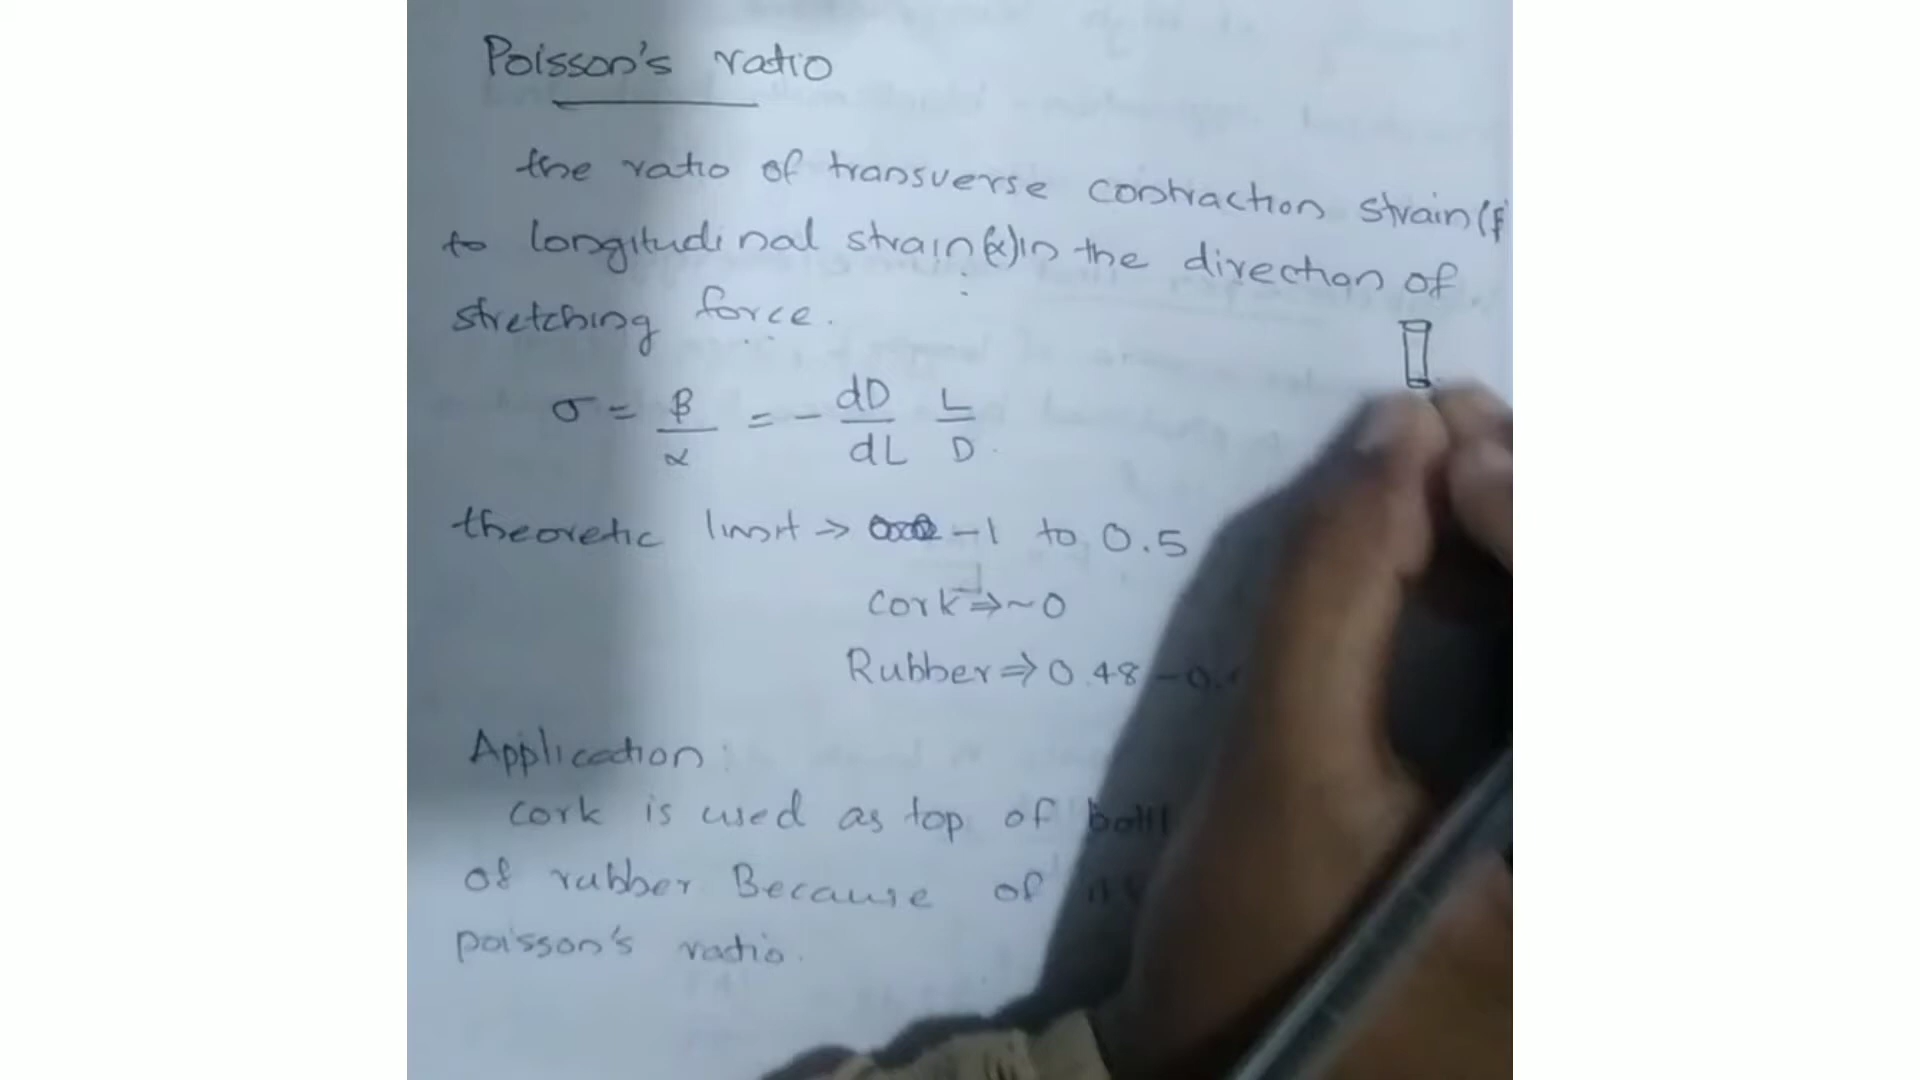 Poisson's ratio
the ratio of transverse contraction strain(β
to longitudinal strain(α)in the direction of
stretching force.
σ = β/α = - dD/dL L/D
theoretic limit → -1 to 0.5
Cork ⇒ ~0
Rubber ⇒ 0.48 - 0.
Application:
Cork is used as top of
of rubber Because of
poisson's ratio.